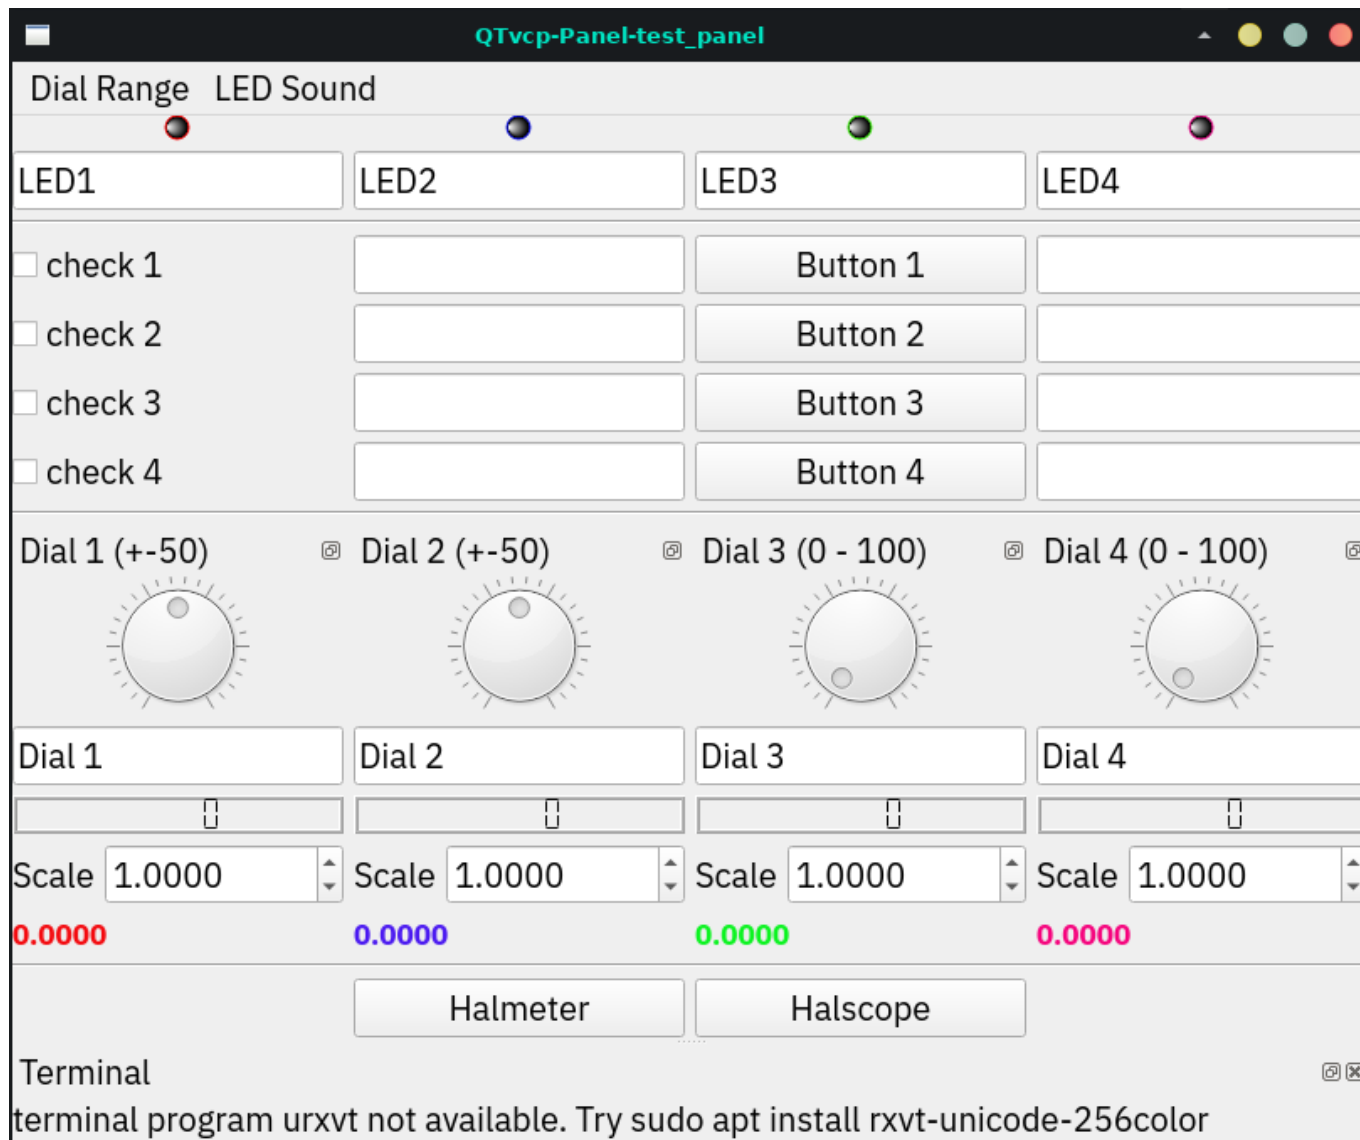 QTvcp-Panel-test_panel
Dial Range LED Sound
LED1 LED2 LED3 LED4
check 1 Button 1
check 2 Button 2
check 3 Button 3
check 4 Button 4
Dial 1 (+-50) Dial 2 (+-50) Dial 3 (0 - 100) Dial 4 (0 - 100)
Dial 1 Dial 2 Dial 3 Dial 4
0 0 0 0
Scale 1.0000 Scale 1.0000 Scale 1.0000 Scale 1.0000
0.0000 0.0000 0.0000 0.0000
Halmeter Halscope
Terminal
terminal program urxvt not available. Try sudo apt install rxvt-unicode-256color